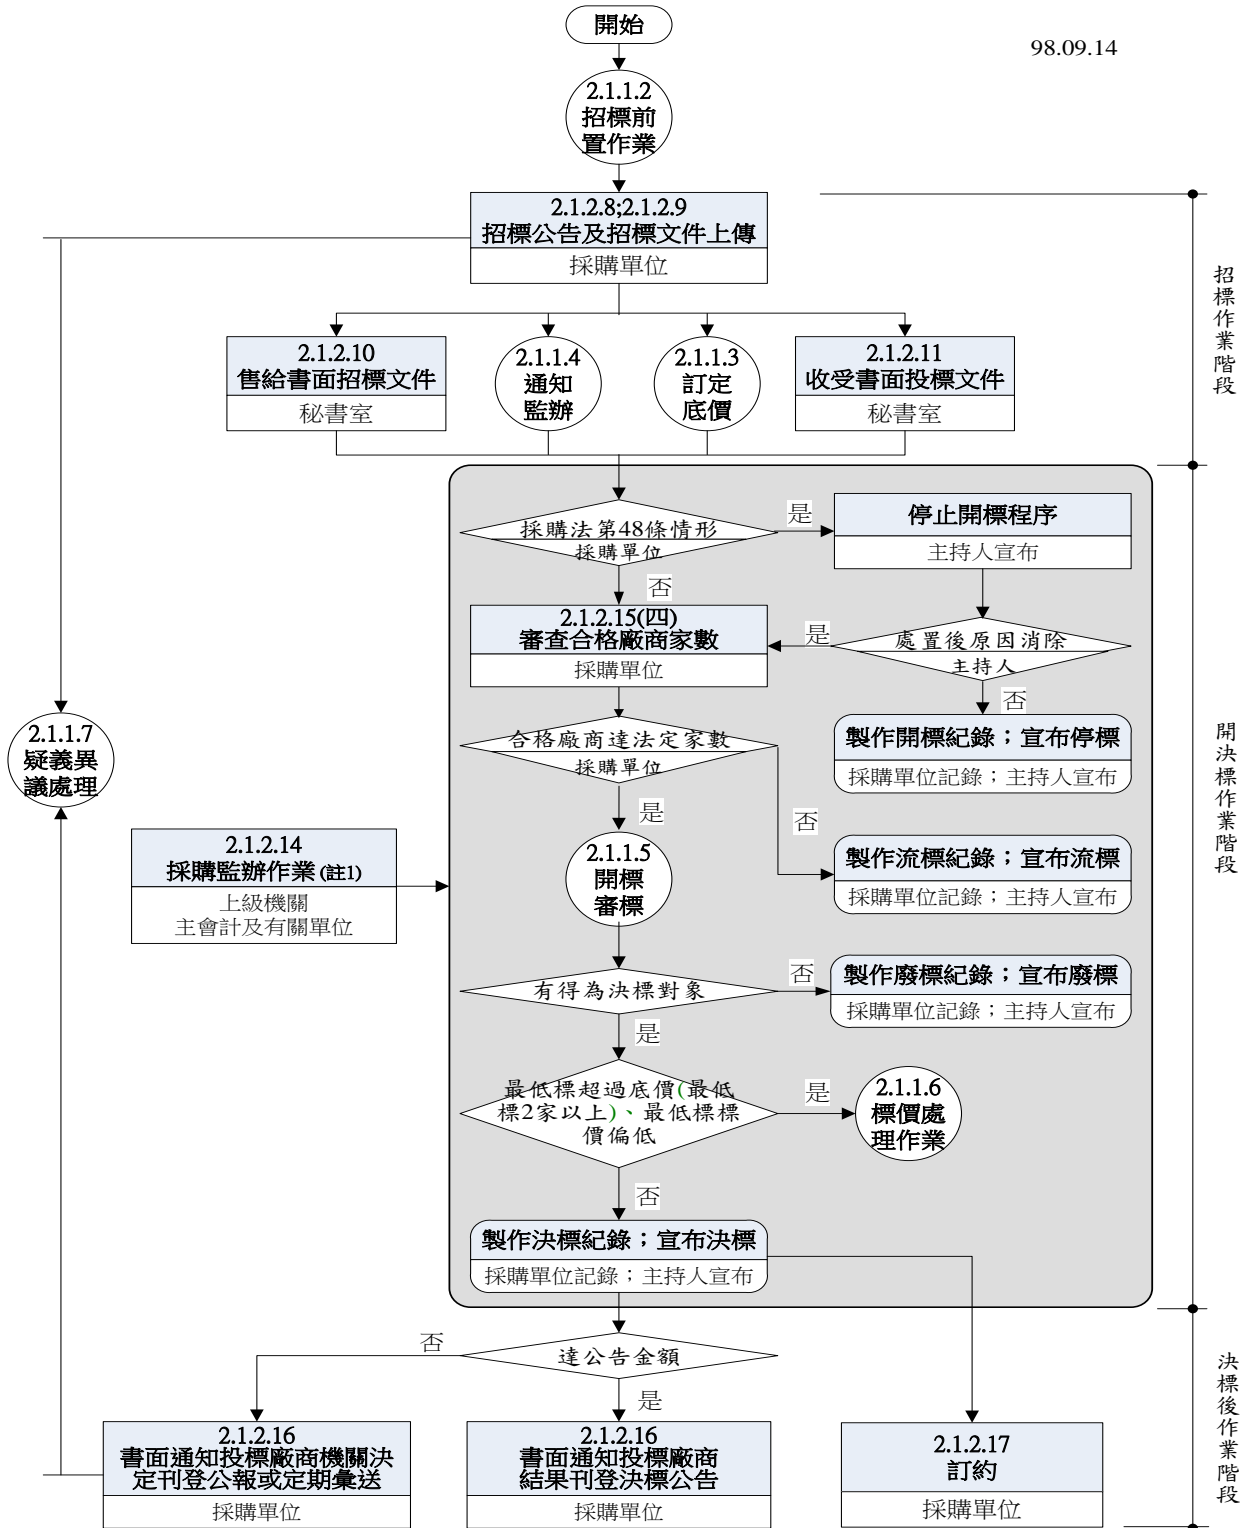 開始
98.09.14
2.1.1.2
招標前
置作業
2.1.2.8;2.1.2.9
招標公告及招標文件上傳
採購單位
招標作業階段
2.1.2.10
售給書面招標文件
秘書室
2.1.1.4
通知
監辦
2.1.1.3
訂定
底價
2.1.2.11
收受書面投標文件
秘書室
採購法第48條情形
採購單位
是
停止開標程序
主持人宣布
否
2.1.2.15(四)
審查合格廠商家數
採購單位
是
處置後原因消除
主持人
否
2.1.1.7
疑義異
議處理
合格廠商達法定家數
採購單位
製作開標紀錄；宣布停標
採購單位記錄；主持人宣布
開決標作業階段
是
否
2.1.2.14
採購監辦作業(註1)
上級機關
主會計及有關單位
2.1.1.5
開標
審標
製作流標紀錄；宣布流標
採購單位記錄；主持人宣布
有得為決標對象
否
製作廢標紀錄；宣布廢標
採購單位記錄；主持人宣布
是
最低標超過底價(最低
標2家以上)、最低標標
價偏低
是
2.1.1.6
標價處
理作業
否
製作決標紀錄；宣布決標
採購單位記錄；主持人宣布
否
達公告金額
是
決標後作業階段
2.1.2.16
書面通知投標廠商機關決
定刊登公報或定期彙送
採購單位
2.1.2.16
書面通知投標廠商
結果刊登決標公告
採購單位
2.1.2.17
訂約
採購單位